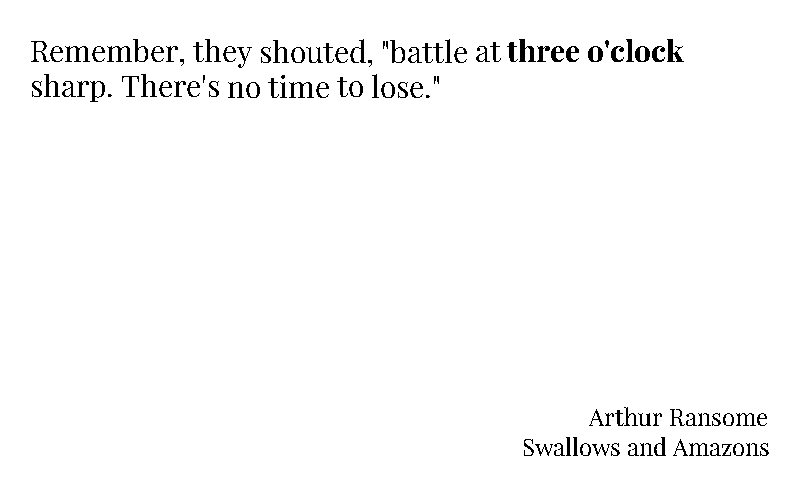 Remember, they shouted, "battle at three o'clock
sharp. There's no time to lose."
Arthur Ransome
Swallows and Amazons